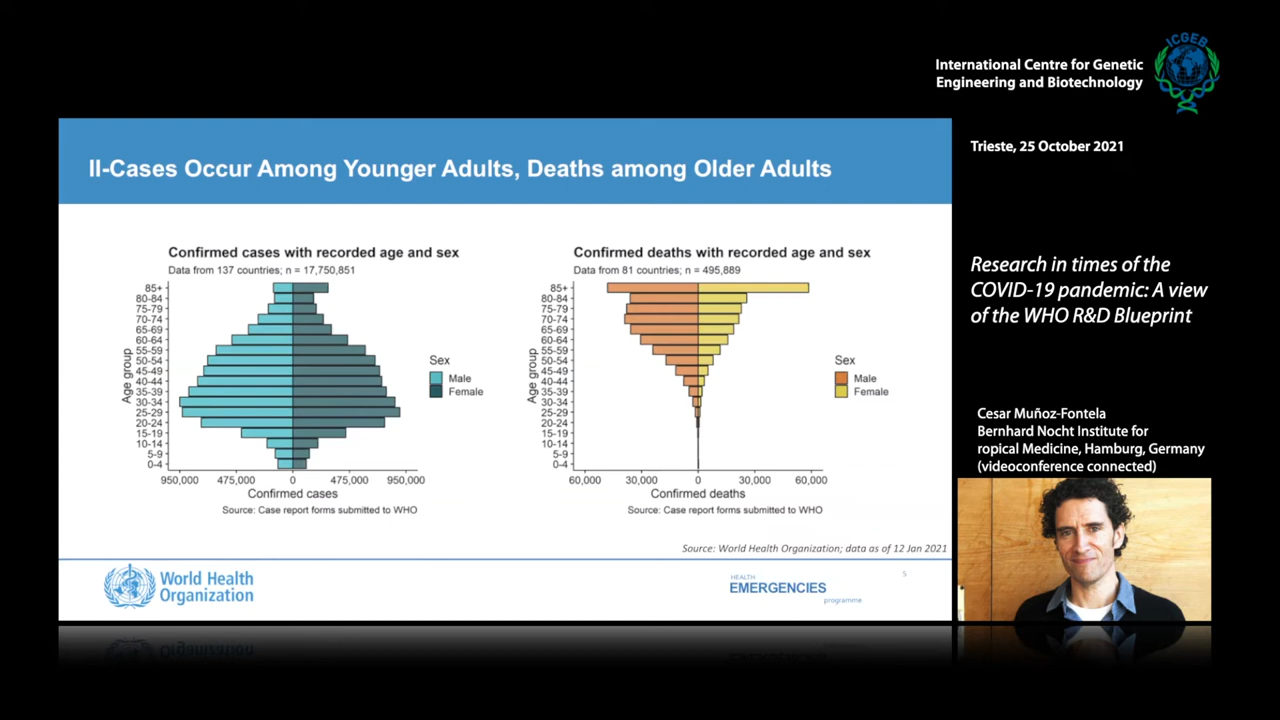 ICGEB
International Centre for Genetic
Engineering and Biotechnology
Trieste, 25 October 2021
II-Cases Occur Among Younger Adults, Deaths among Older Adults
Confirmed cases with recorded age and sex
Data from 137 countries; n = 17,750,851
85+
80-84
75-79
70-74
65-69
60-64
55-59
50-54
45-49
40-44
35-39
30-34
25-29
20-24
15-19
10-14
5-9
0-4
Age group
950,000 475,000 0 475,000 950,000
Confirmed cases
Source: Case report forms submitted to WHO
Sex
Male
Female
Confirmed deaths with recorded age and sex
Data from 81 countries; n = 495,889
85+
80-84
75-79
70-74
65-69
60-64
55-59
50-54
45-49
40-44
35-39
30-34
25-29
20-24
15-19
10-14
5-9
0-4
Age group
60,000 30,000 0 30,000 60,000
Confirmed deaths
Source: Case report forms submitted to WHO
Sex
Male
Female
Source: World Health Organization; data as of 12 Jan 2021
World Health
Organization
HEALTH
EMERGENCIES
programme
5
Research in times of the
COVID-19 pandemic: A view
of the WHO R&D Blueprint
Cesar Muñoz-Fontela
Bernhard Nocht Institute for
ropical Medicine, Hamburg, Germany
(videoconference connected)